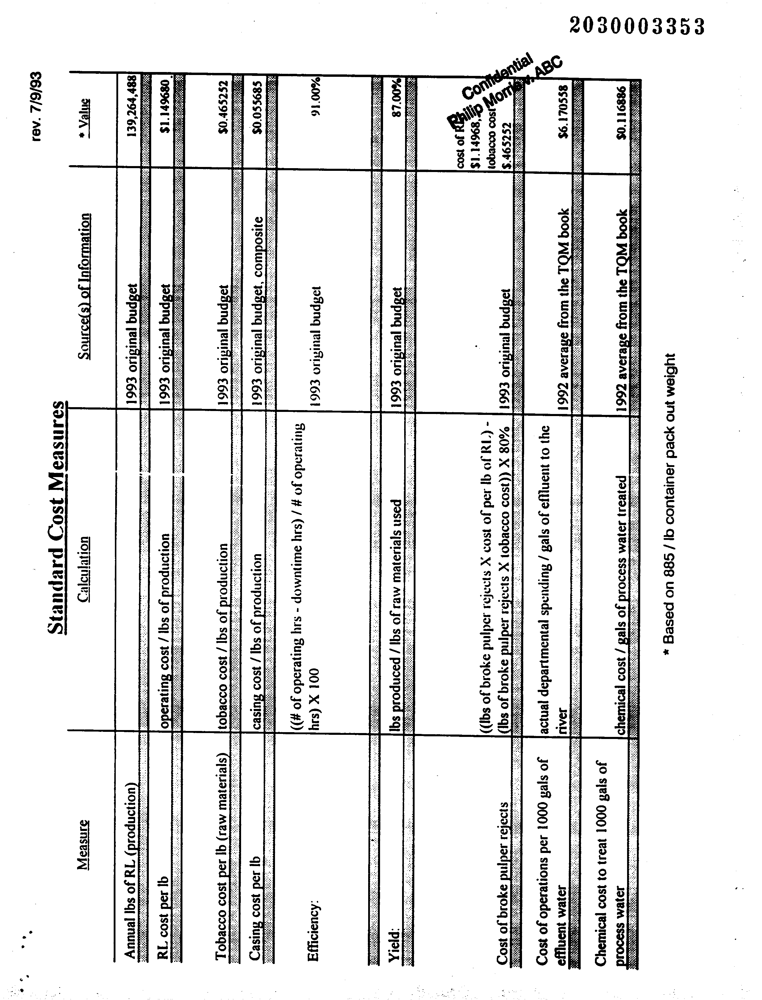 2030003353
rev. 7/9/93
Standard Cost Measures
Measure Calculation Source(s) of Information * Value
Annual lbs of RL (production) 1993 original budget 139,264,488
RL cost per lb operating cost / lbs of production 1993 original budget $1.149680
Tobacco cost per lb (raw materials) tobacco cost / lbs of production 1993 original budget $0.465252
Casing cost per lb casing cost / lbs of production 1993 original budget, composite $0.055685
Efficiency: ((# of operating hrs - downtime hrs) / # of operating 1993 original budget 91.00%
hrs) X 100
Yield: lbs produced / lbs of raw materials used 1993 original budget 87.00%
cost of RL
$1.14968,
tobacco cost
Cost of broke pulper rejects ((lbs of broke pulper rejects X cost of per lb of RL) -
(lbs of broke pulper rejects X tobacco cost)) X 80% 1993 original budget $.465252
Confidential
Philip Morris v. ABC
Cost of operations per 1000 gals of actual departmental spending / gals of effluent to the
effluent water river 1992 average from the TQM book $6.170558
Chemical cost to treat 1000 gals of
process water chemical cost / gals of process water treated 1992 average from the TQM book $0.116886
* Based on 885 / lb container pack out weight